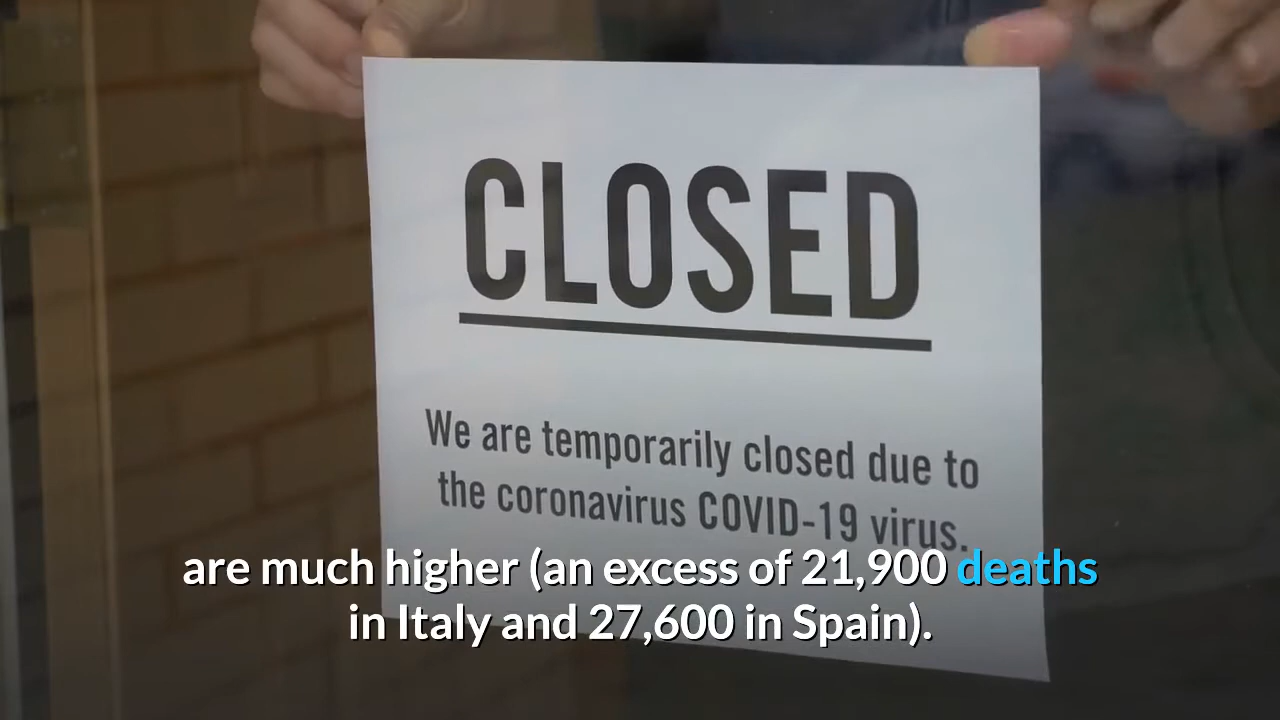 CLOSED
We are temporarily closed due to
the coronavirus COVID-19 virus.
are much higher (an excess of 21,900 deaths
in Italy and 27,600 in Spain).